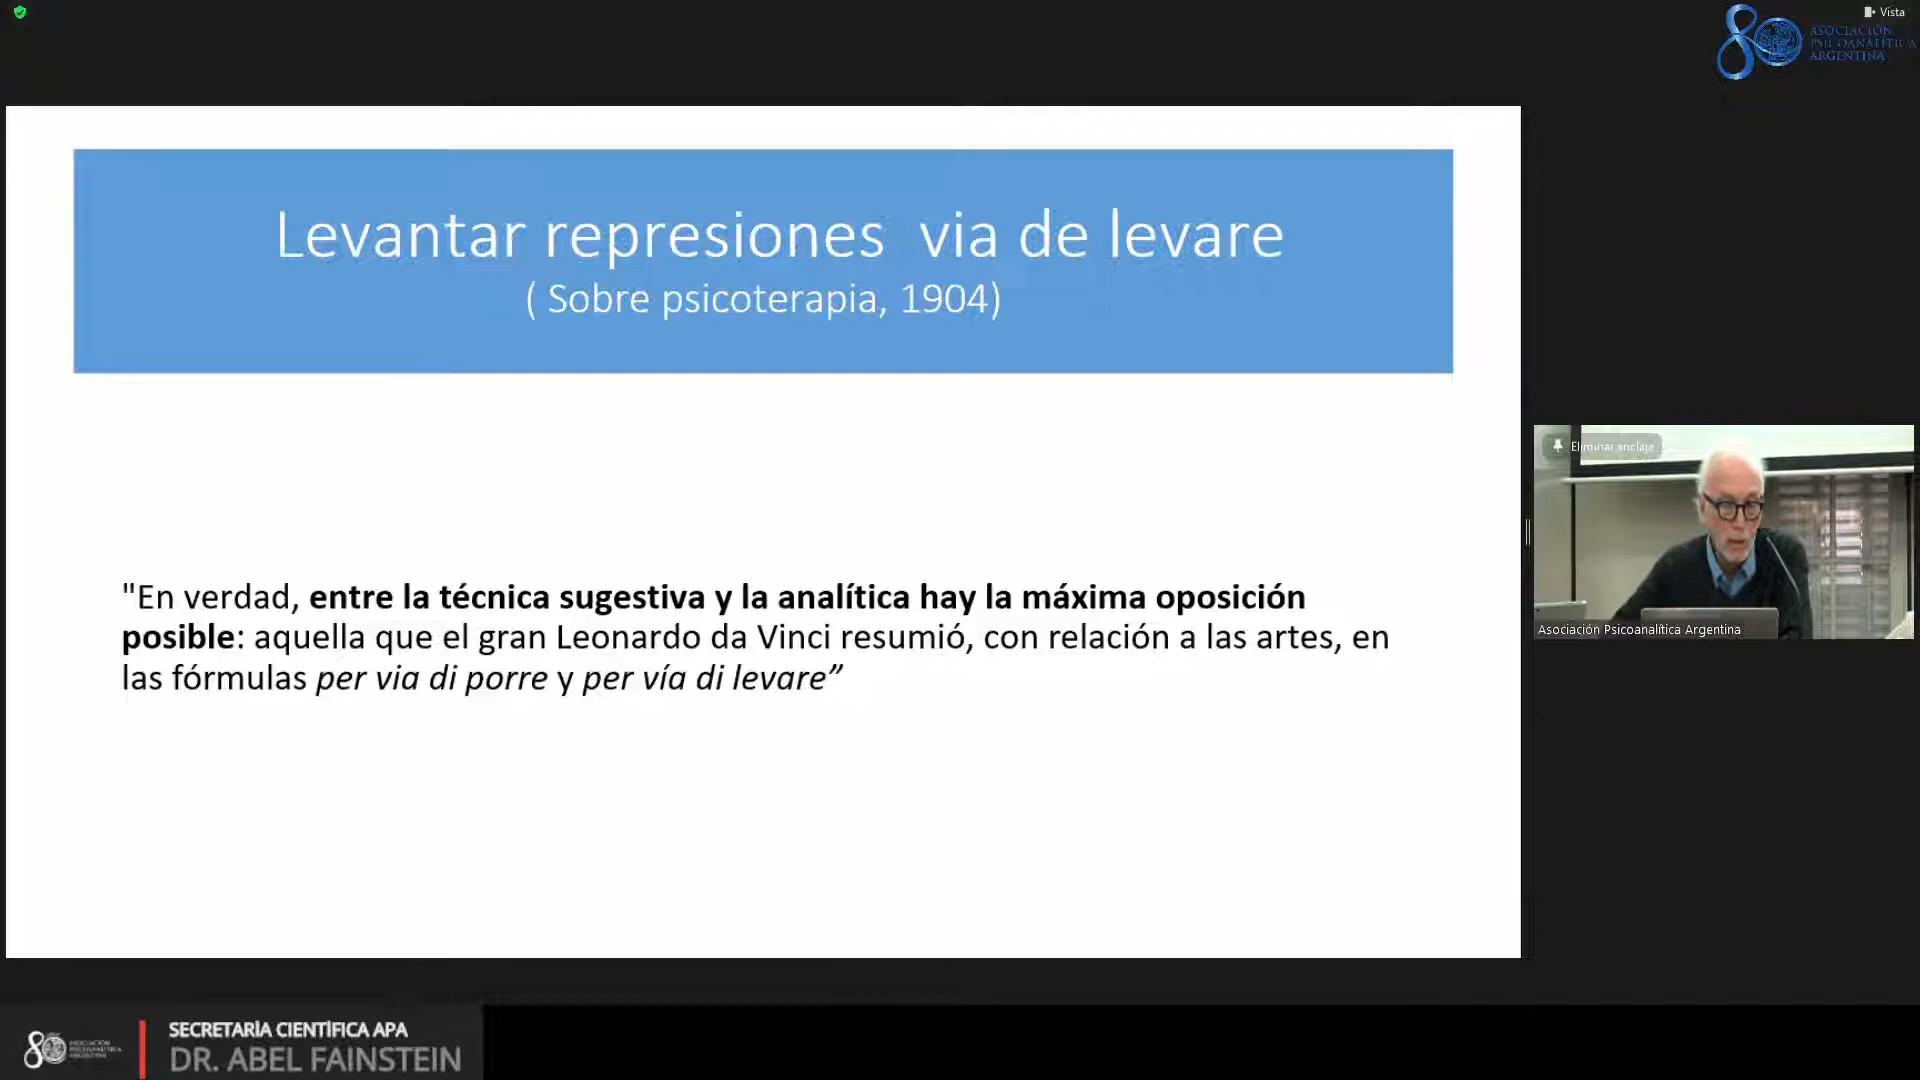 Vista
ASOCIACIÓN
PSICOANALÍTICA
ARGENTINA
Levantar represiones via de levare
( Sobre psicoterapia, 1904)
"En verdad, entre la técnica sugestiva y la analítica hay la máxima oposición
posible: aquella que el gran Leonardo da Vinci resumió, con relación a las artes, en
las fórmulas per via di porre y per vía di levare”
Eliminar anclaje
Asociación Psicoanalítica Argentina
ASOCIACIÓN
PSICOANALÍTICA
ARGENTINA
SECRETARÍA CIENTÍFICA APA
DR. ABEL FAINSTEIN